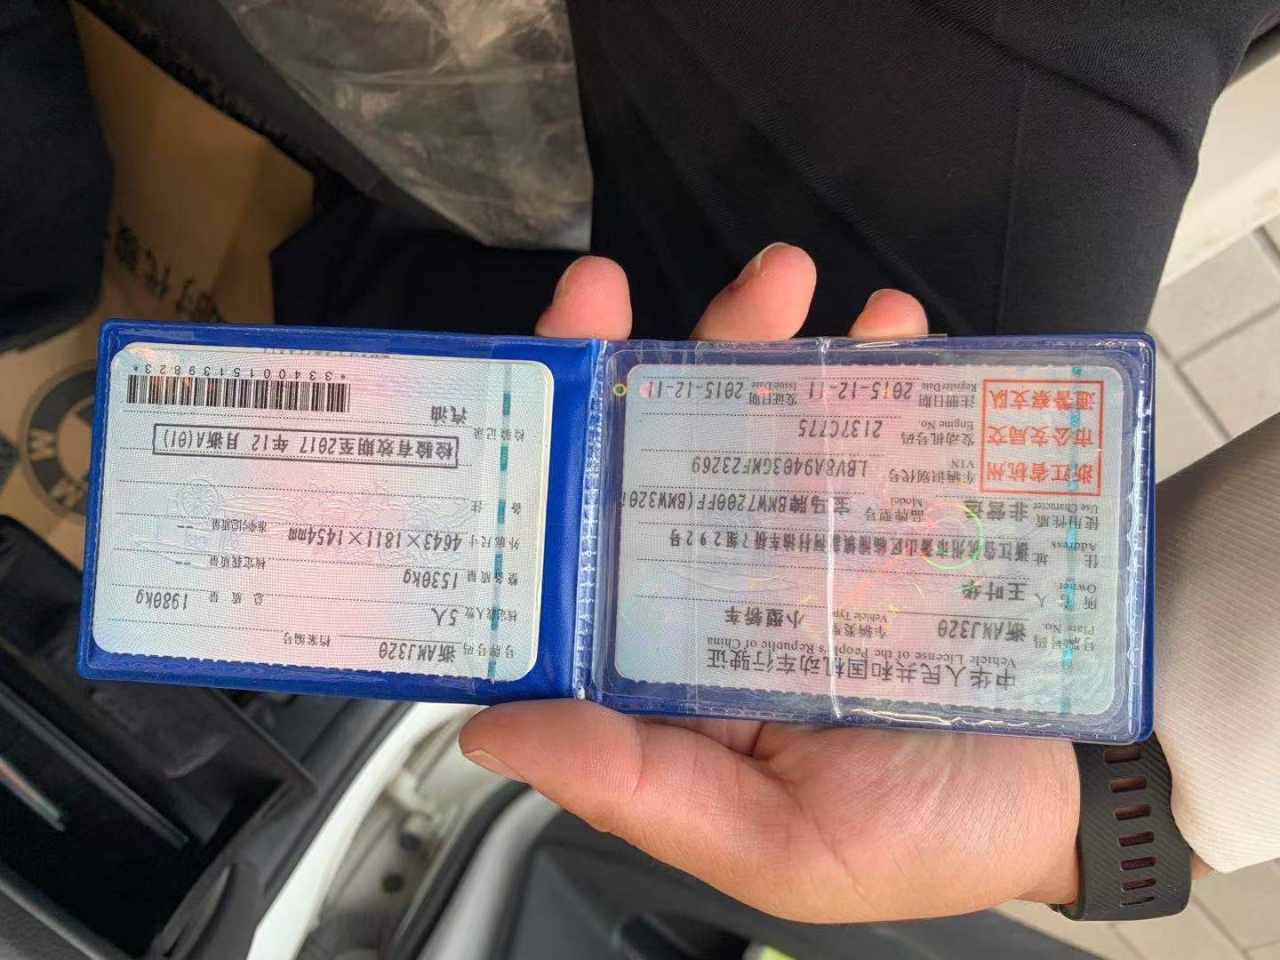 中华人民共和国机动车行驶证
Vehicle License of the People's Republic of China
号牌号码 浙AMJ320 车辆类型 小型轿车
Plate No. Vehicle Type
所有人 王叶华
Owner
住址
Address
使用性质 非营运 品牌型号 宝马牌BMW7200FF(BMW320
Use Character Model
浙江省杭州
市公安局交
通警察支队
车辆识别代号 LBV8A9403GMF23269
VIN
发动机号码 2137C775
Engine No.
注册日期 2015-12-11 发证日期 2015-12-11
Register Date Issue Date
号牌号码 浙AMJ320 档案编号
核定载人数 5人 总质量 1980kg
整备质量 1530kg 核定载质量 --
外廓尺寸 4643×1811×1454mm 准牵引总质量 --
备注
检验有效期至2017年12月浙A(01)
检验记录
汽油
*3340015139823*